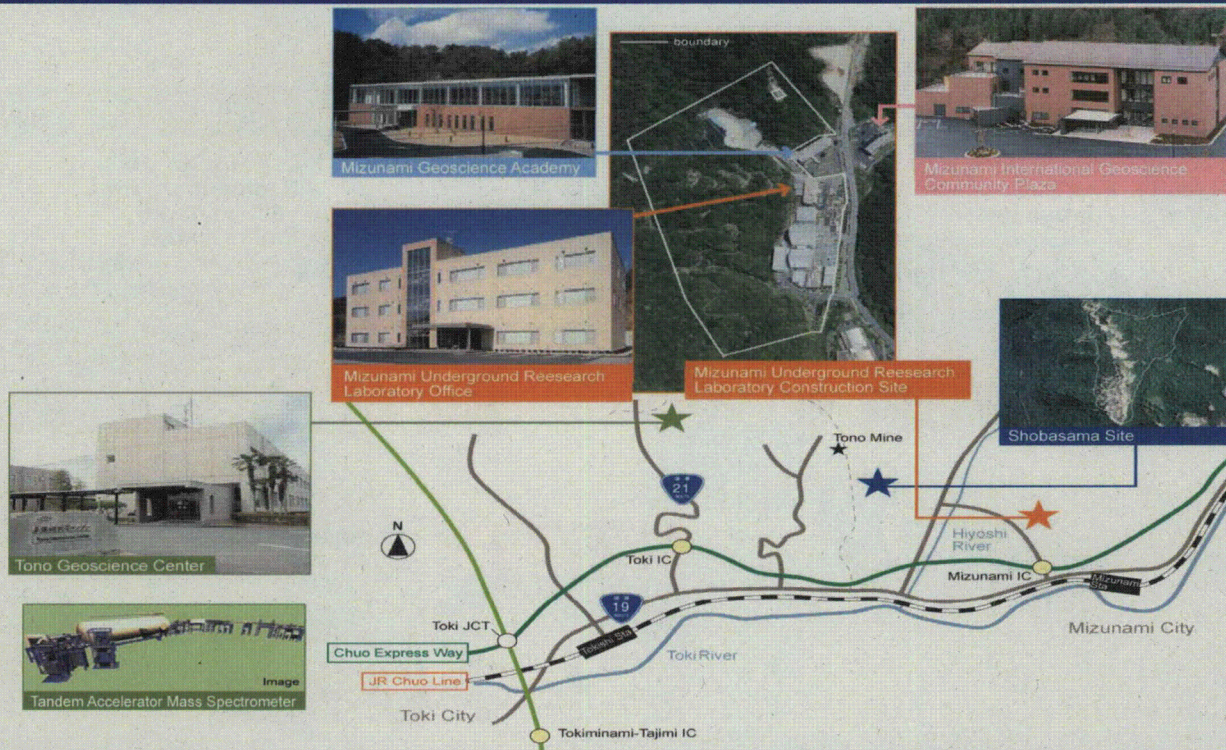 boundary
Mizunami Geoscience Academy
Mizunami International Geoscience
Community Plaza
Mizunami Underground Reesearch
Laboratory Office
Mizunami Underground Reesearch
Laboratory Construction Site
Shobasama Site
Tono Mine
21
N
Tono Geoscience Center
Toki IC
Hiyoshi
River
Mizunami IC
Mizunami Sta
19
Toki JCT
Tokishi Sta
Mizunami City
Chuo Express Way
Toki River
JR Chuo Line
Image
Tandem Accelerator Mass Spectrometer
Toki City
Tokiminami-Tajimi IC